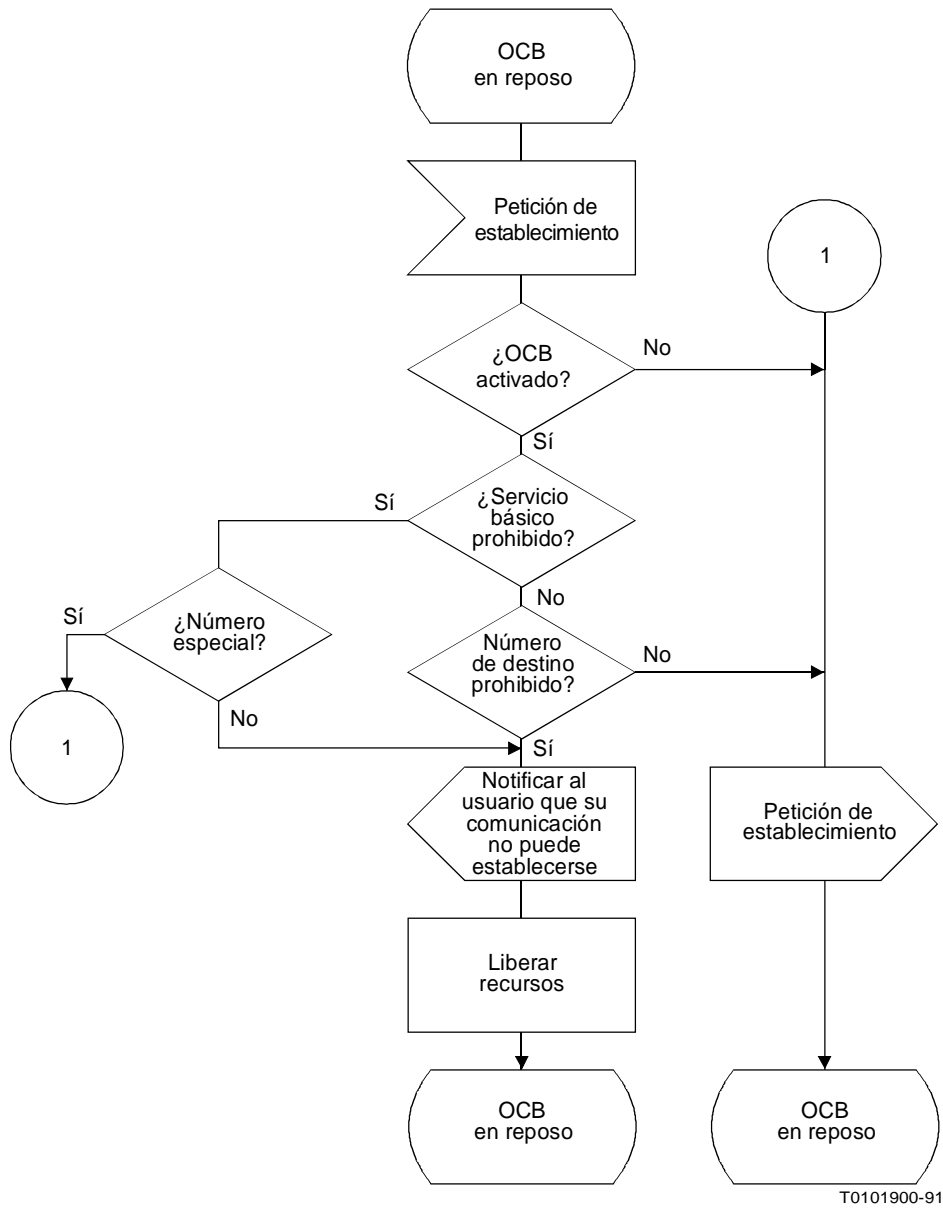 OCB
en reposo
Petición de
establecimiento
1
¿OCB
activado?
No
Sí
¿Servicio
básico
prohibido?
Sí
No
¿Número
especial?
Sí
No
1
Número
de destino
prohibido?
No
Sí
Notificar al
usuario que su
comunicación
no puede
establecerse
Petición de
establecimiento
Liberar
recursos
OCB
en reposo
OCB
en reposo
T0101900-91